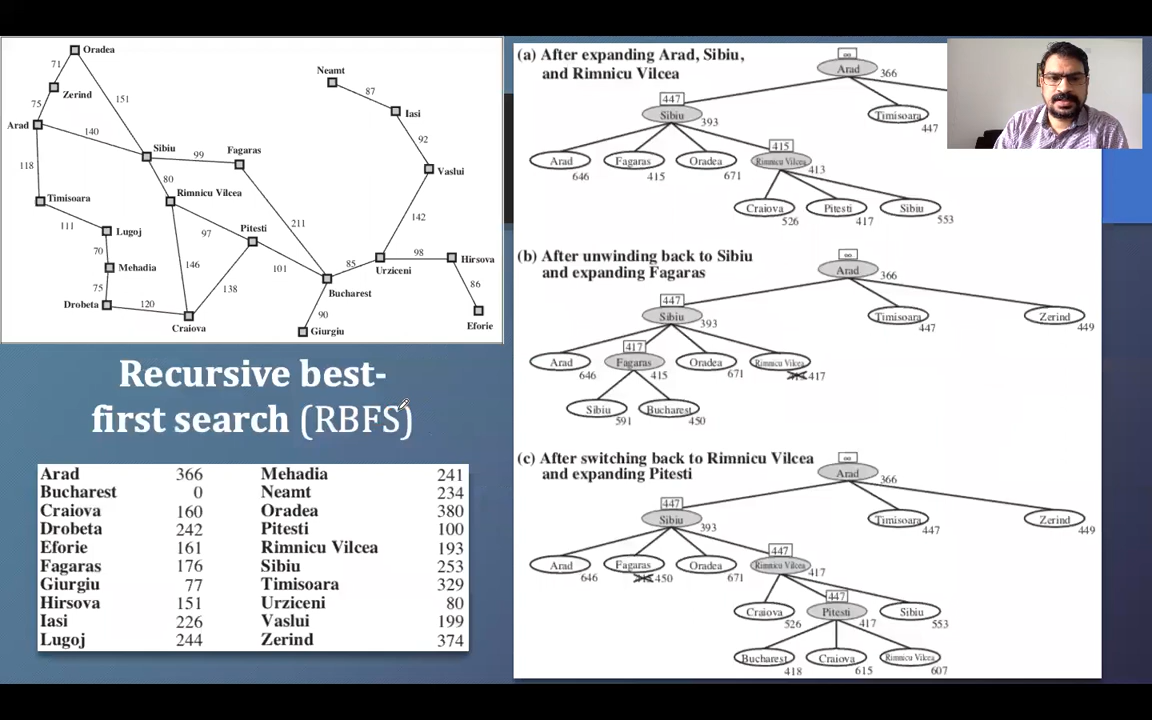 Oradea
71
Neamt
Zerind
87
151
75
Iasi
Arad
140
92
Sibiu
99
Fagaras
118
Vaslui
80
Rimnicu Vilcea
Timisoara
142
111
Lugoj
97
Pitesti
211
70
98
Hirsova
85
Mehadia
146
101
Urziceni
75
138
86
Bucharest
Drobeta
120
90
Craiova
Giurgiu
Eforie
Recursive best-
first search (RBFS)
Arad 366 Mehadia 241
Bucharest 0 Neamt 234
Craiova 160 Oradea 380
Drobeta 242 Pitesti 100
Eforie 161 Rimnicu Vilcea 193
Fagaras 176 Sibiu 253
Giurgiu 77 Timisoara 329
Hirsova 151 Urziceni 80
Iasi 226 Vaslui 199
Lugoj 244 Zerind 374
(a) After expanding Arad, Sibiu,
and Rimnicu Vilcea
∞
Arad 366
447
Sibiu 393
Timisoara 447
Arad 646
Fagaras 415
Oradea 671
415
Rimnicu Vilcea 413
Craiova 526
Pitesti 417
Sibiu 553
(b) After unwinding back to Sibiu
and expanding Fagaras
∞
Arad 366
447
Sibiu 393
Timisoara 447
Zerind 449
Arad 646
417
Fagaras 415
Oradea 671
Rimnicu Vilcea 417
Sibiu 591
Bucharest 450
(c) After switching back to Rimnicu Vilcea
and expanding Pitesti
∞
Arad 366
447
Sibiu 393
Timisoara 447
Zerind 449
Arad 646
Fagaras 450
Oradea 671
447
Rimnicu Vilcea 417
Craiova 526
447
Pitesti 417
Sibiu 553
Bucharest 418
Craiova 615
Rimnicu Vilcea 607